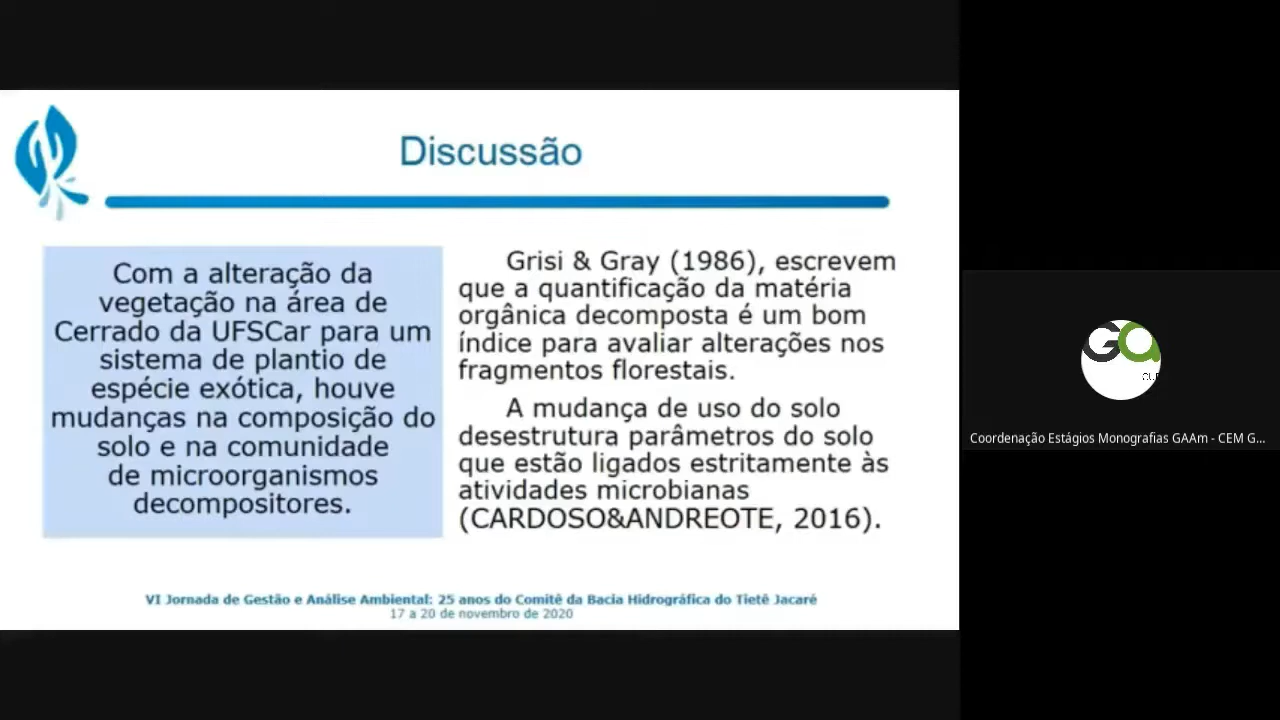 Discussão
Com a alteração da
vegetação na área de
Cerrado da UFSCar para um
sistema de plantio de
espécie exótica, houve
mudanças na composição do
solo e na comunidade
de microorganismos
decompositores.
Grisi & Gray (1986), escrevem
que a quantificação da matéria
orgânica decomposta é um bom
índice para avaliar alterações nos
fragmentos florestais.
A mudança de uso do solo
desestrutura parâmetros do solo
que estão ligados estritamente às
atividades microbianas
(CARDOSO&ANDREOTE, 2016).
VI Jornada de Gestão e Análise Ambiental: 25 anos do Comitê da Bacia Hidrográfica do Tietê Jacaré
17 a 20 de novembro de 2020
Coordenação Estágios Monografias GAAm - CEM G...